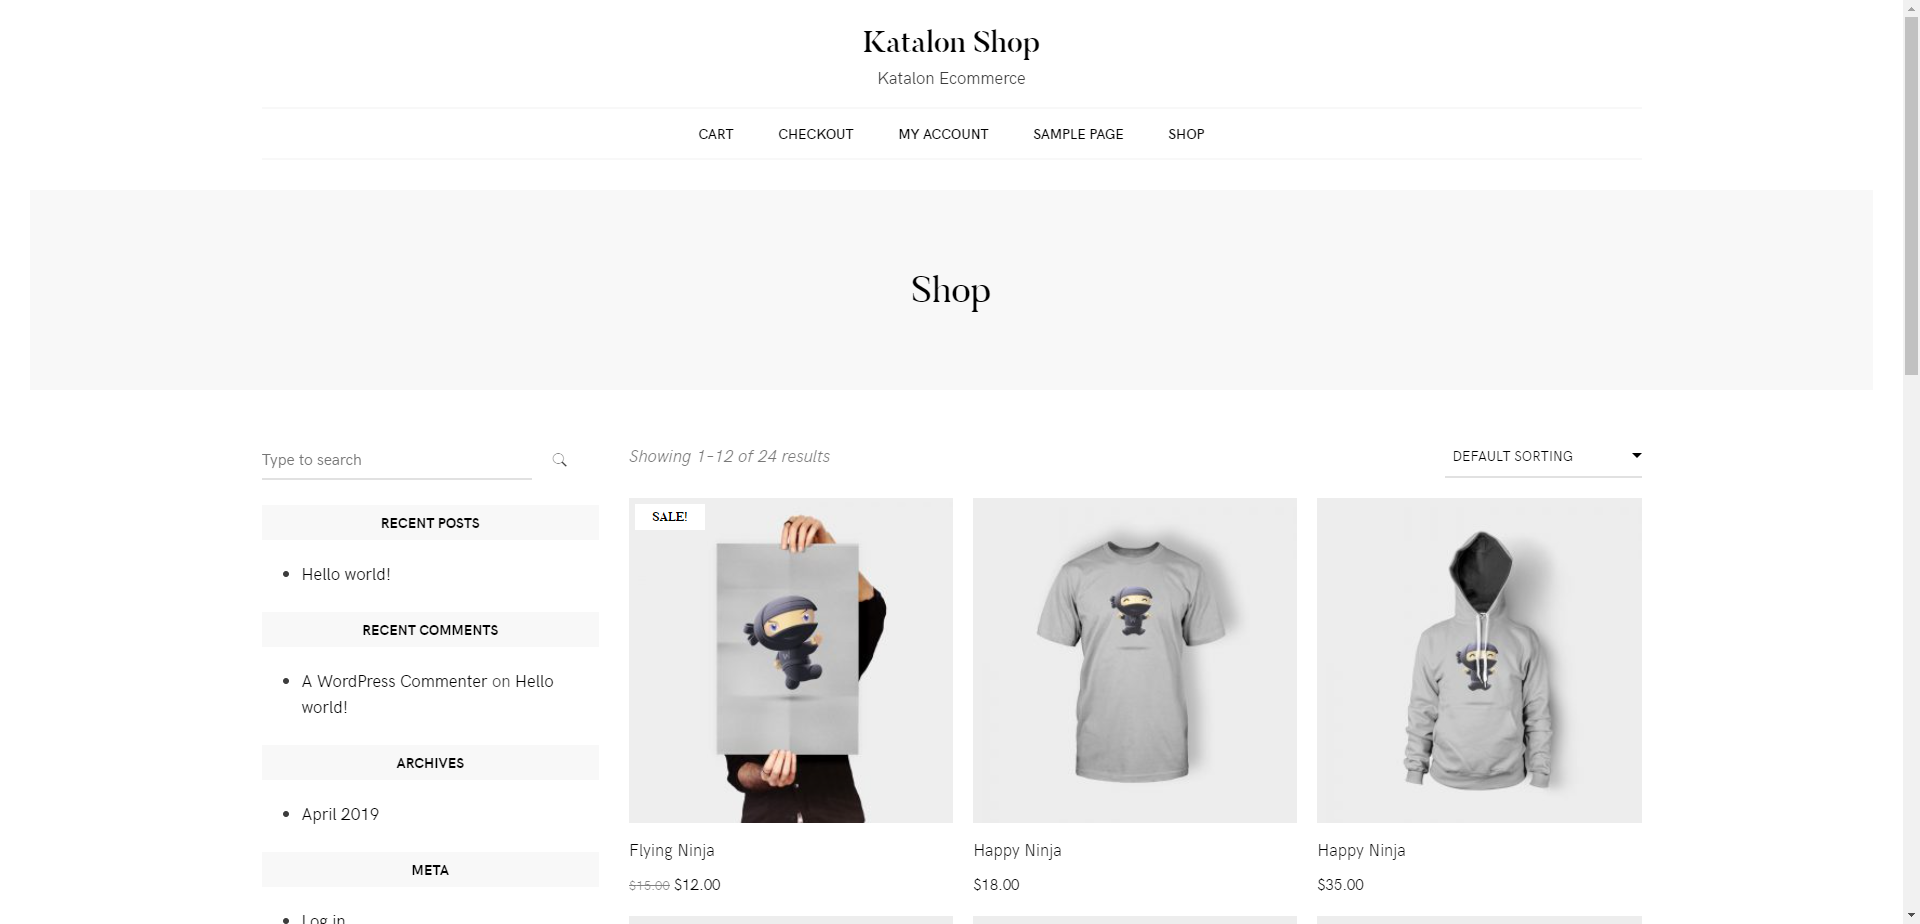 Katalon Shop
Katalon Ecommerce
CART CHECKOUT MY ACCOUNT SAMPLE PAGE SHOP
Shop
Type to search
RECENT POSTS
Hello world!
RECENT COMMENTS
A WordPress Commenter on Hello
world!
ARCHIVES
April 2019
META
Log in
Showing 1–12 of 24 results
DEFAULT SORTING
SALE!
Flying Ninja
$15.00 $12.00
Happy Ninja
$18.00
Happy Ninja
$35.00